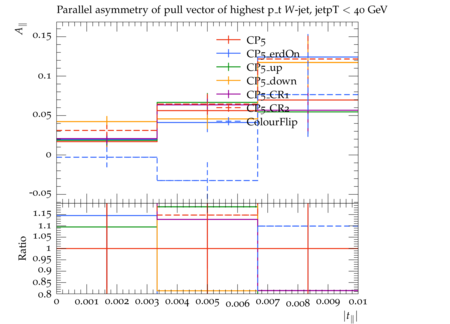 Parallel asymmetry of pull vector of highest p_t W-jet, jetpT < 40 GeV
A∥
0.15
0.1
0.05
0
-0.05
CP5
CP5_erdOn
CP5_up
CP5_down
CP5_CR1
CP5_CR2
ColourFlip
Ratio
1.15
1.1
1.05
1
0.95
0.9
0.85
0.8
0 0.001 0.002 0.003 0.004 0.005 0.006 0.007 0.008 0.009 0.01
|t∥|